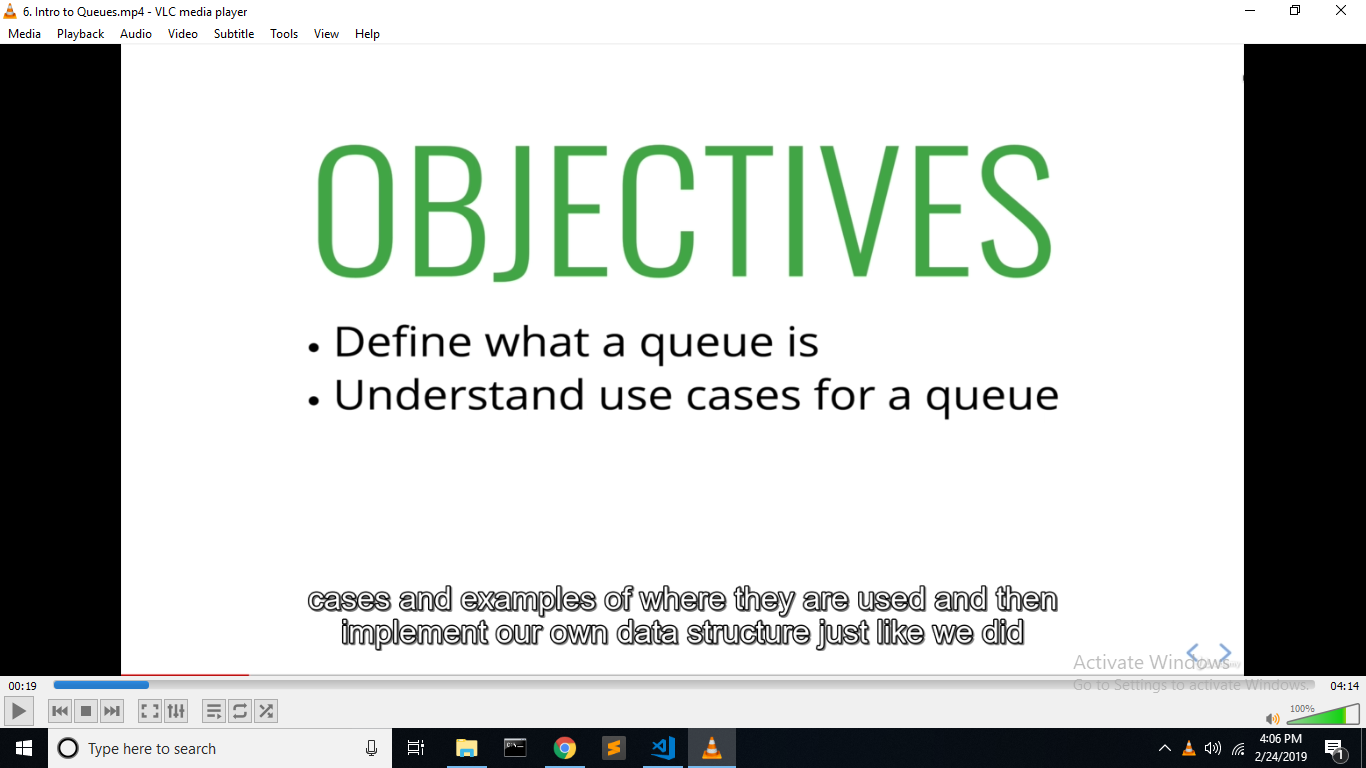 6. Intro to Queues.mp4 - VLC media player
Media Playback Audio Video Subtitle Tools View Help
OBJECTIVES
• Define what a queue is
• Understand use cases for a queue
cases and examples of where they are used and then
implement our own data structure just like we did
Activate Windows
Go to Settings to activate Windows.
00:19
04:14
100%
Type here to search
4:06 PM
2/24/2019
1